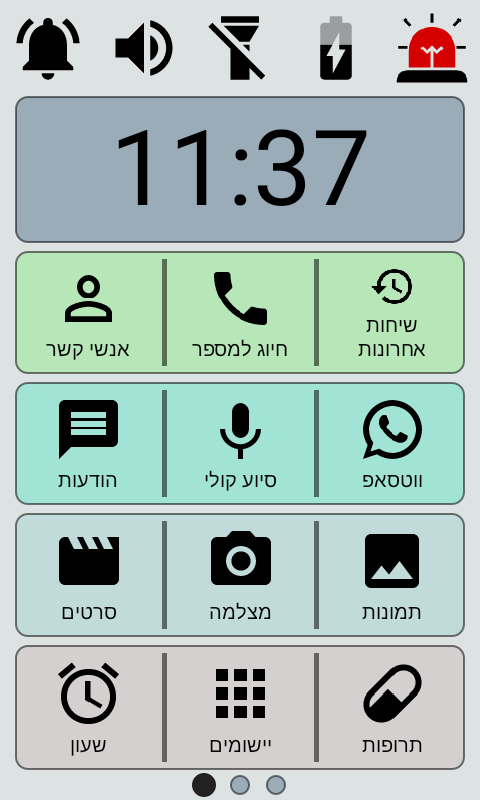 11:37
שיחות
אחרונות
חיוג למספר
אנשי קשר
ווטסאפ
סיוע קולי
הודעות
תמונות
מצלמה
סרטים
תרופות
יישומים
שעון